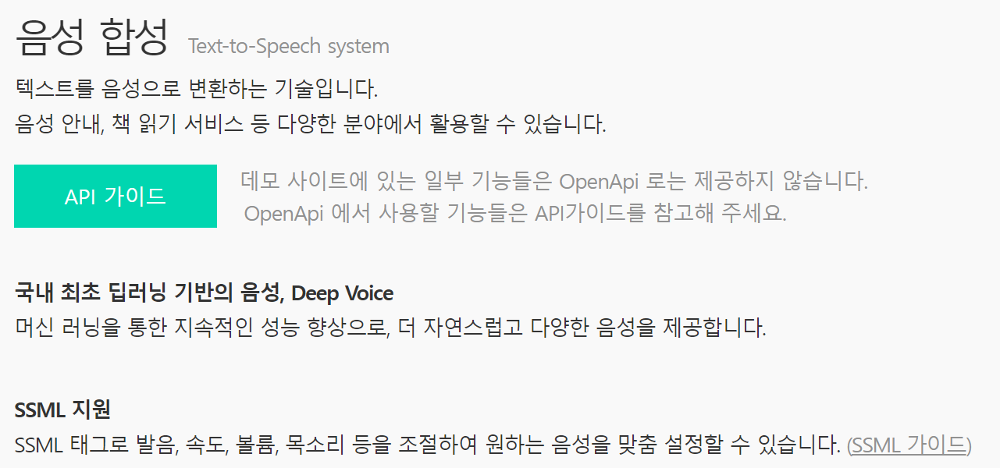 음성 합성 Text-to-Speech system
텍스트를 음성으로 변환하는 기술입니다.
음성 안내, 책 읽기 서비스 등 다양한 분야에서 활용할 수 있습니다.
API 가이드
데모 사이트에 있는 일부 기능들은 OpenApi 로는 제공하지 않습니다.
OpenApi 에서 사용할 기능들은 API가이드를 참고해 주세요.
국내 최초 딥러닝 기반의 음성, Deep Voice
머신 러닝을 통한 지속적인 성능 향상으로, 더 자연스럽고 다양한 음성을 제공합니다.
SSML 지원
SSML 태그로 발음, 속도, 볼륨, 목소리 등을 조절하여 원하는 음성을 맞춤 설정할 수 있습니다. (SSML 가이드)